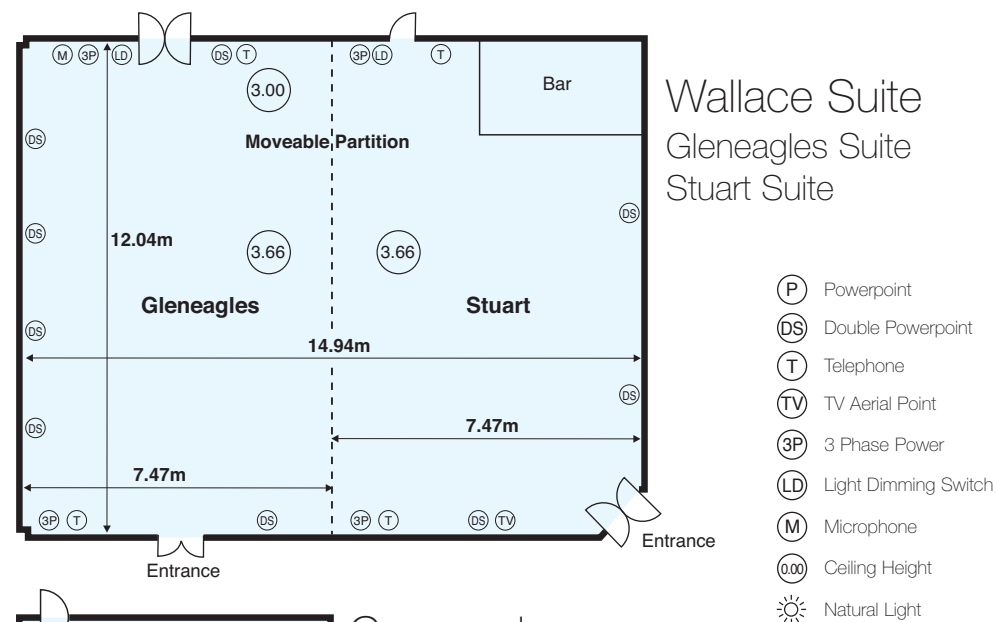 Wallace Suite
Gleneagles Suite
Stuart Suite
M 3P LD DS T 3P LD T
3.00
Bar
DS
Moveable Partition
DS
DS
12.04m
3.66 3.66
Gleneagles Stuart
DS
14.94m
DS
7.47m
DS
7.47m
3P T DS 3P T DS TV
Entrance
Entrance
P Powerpoint
DS Double Powerpoint
T Telephone
TV TV Aerial Point
3P 3 Phase Power
LD Light Dimming Switch
M Microphone
0.00 Ceiling Height
Natural Light